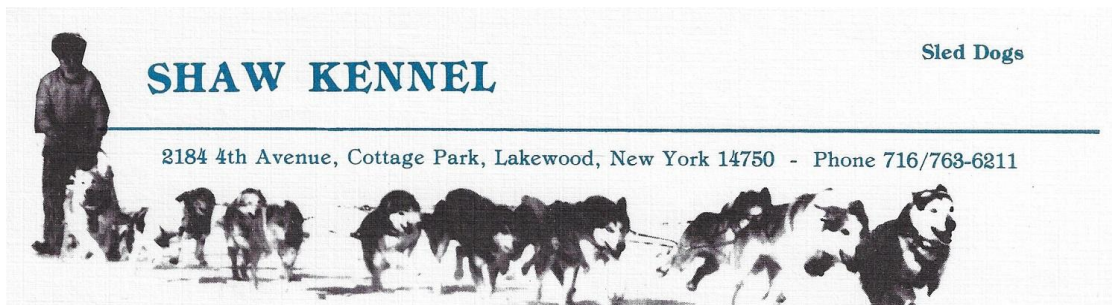 Sled Dogs
SHAW KENNEL
2184 4th Avenue, Cottage Park, Lakewood, New York 14750 - Phone 716/763-6211